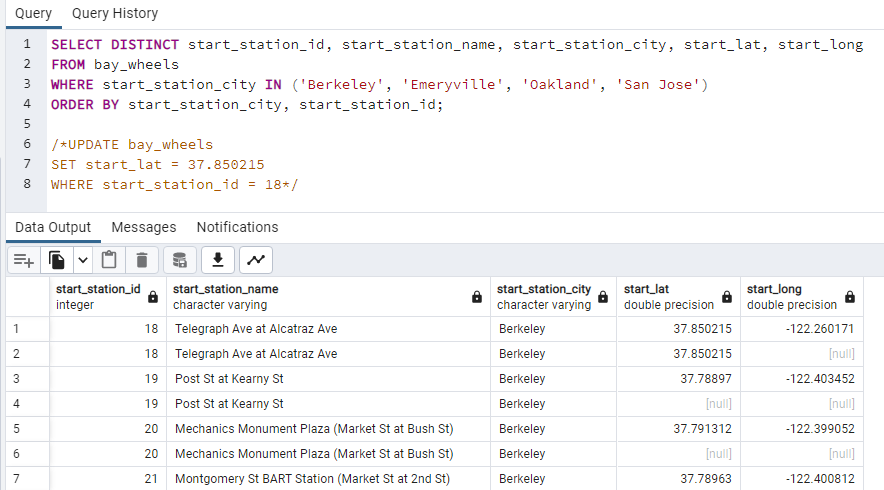 Query Query History
1 SELECT DISTINCT start_station_id, start_station_name, start_station_city, start_lat, start_long
2 FROM bay_wheels
3 WHERE start_station_city IN ('Berkeley', 'Emeryville', 'Oakland', 'San Jose')
4 ORDER BY start_station_city, start_station_id;
5
6 /*UPDATE bay_wheels
7 SET start_lat = 37.850215
8 WHERE start_station_id = 18*/
Data Output Messages Notifications
start_station_id start_station_name start_station_city start_lat start_long
integer character varying character varying double precision double precision
1 18 Telegraph Ave at Alcatraz Ave Berkeley 37.850215 -122.260171
2 18 Telegraph Ave at Alcatraz Ave Berkeley 37.850215 [null]
3 19 Post St at Kearny St Berkeley 37.78897 -122.403452
4 19 Post St at Kearny St Berkeley [null] [null]
5 20 Mechanics Monument Plaza (Market St at Bush St) Berkeley 37.791312 -122.399052
6 20 Mechanics Monument Plaza (Market St at Bush St) Berkeley [null] [null]
7 21 Montgomery St BART Station (Market St at 2nd St) Berkeley 37.78963 -122.400812